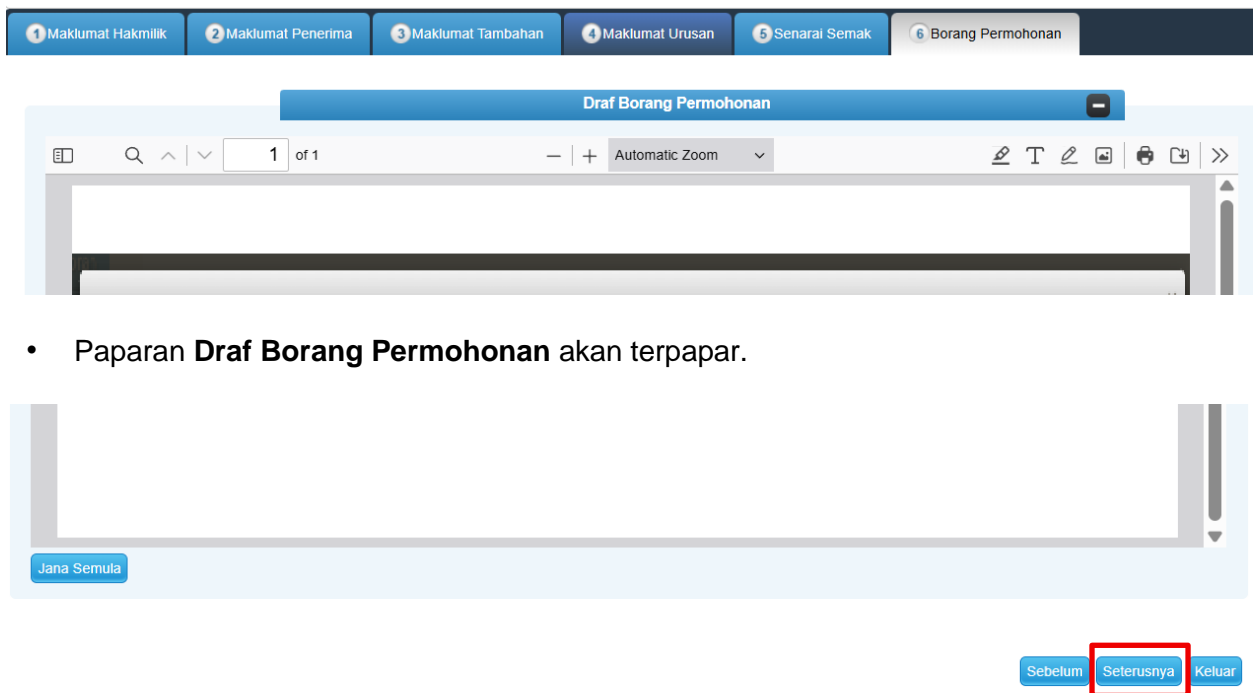 1 Maklumat Hakmilik 2 Maklumat Penerima 3 Maklumat Tambahan 4 Maklumat Urusan 5 Senarai Semak 6 Borang Permohonan
Draf Borang Permohonan
1 of 1 Automatic Zoom
• Paparan Draf Borang Permohonan akan terpapar.
Jana Semula
Sebelum Seterusnya Keluar